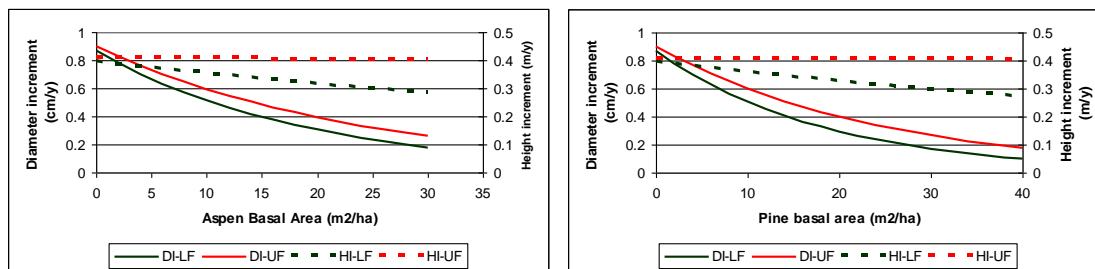 Diameter increment
(cm/y)
1
0.8
0.6
0.4
0.2
0
0.5
0.4
0.3
0.2
0.1
0
Height increment (m/y)
0 5 10 15 20 25 30 35
Aspen Basal Area (m2/ha)
DI-LF DI-UF HI-LF HI-UF
Diameter increment
(cm/y)
1
0.8
0.6
0.4
0.2
0
0.5
0.4
0.3
0.2
0.1
0
Height increment
(m/y)
0 10 20 30 40
Pine basal area (m2/ha)
DI-LF DI-UF HI-LF HI-UF